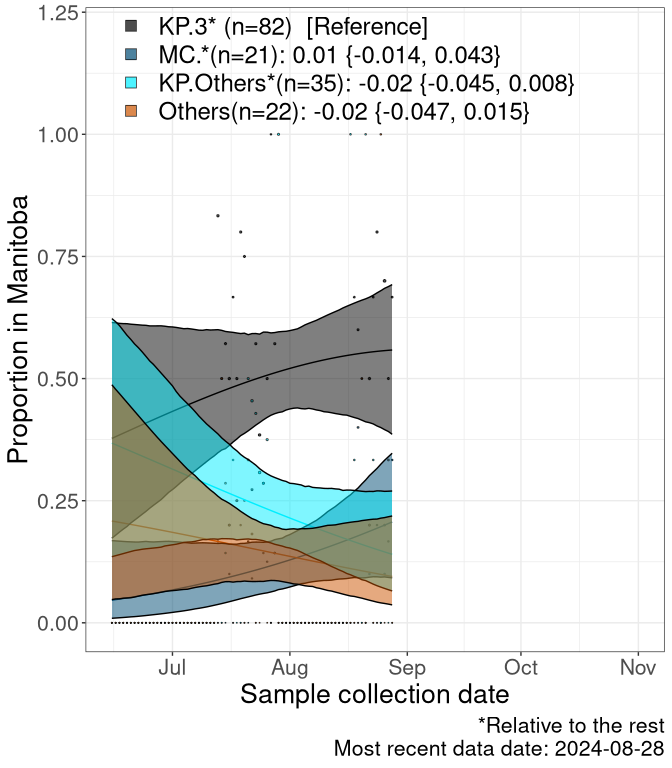 KP.3* (n=82)  [Reference]
MC.*(n=21): 0.01 {-0.014, 0.043}
KP.Others*(n=35): -0.02 {-0.045, 0.008}
Others(n=22): -0.02 {-0.047, 0.015}
1.25
1.00
0.75
0.50
0.25
0.00
Proportion in Manitoba
Jul Aug Sep Oct Nov
Sample collection date
*Relative to the rest
Most recent data date: 2024-08-28